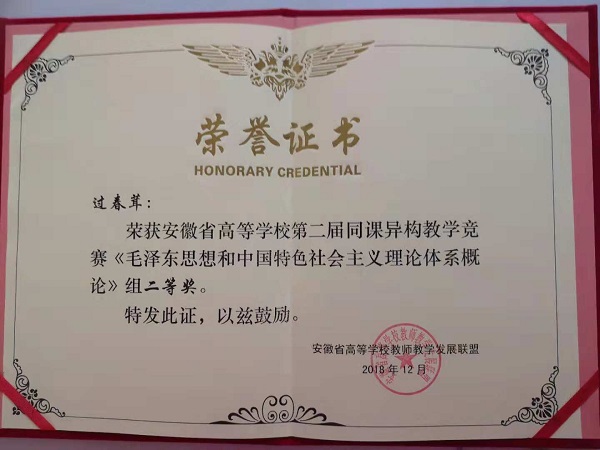 荣誉证书
HONORARY CREDENTIAL
过春茸：
荣获安徽省高等学校第二届同课异构教学竞
赛《毛泽东思想和中国特色社会主义理论体系概
论》组二等奖。
特发此证，以兹鼓励。
安徽省高等学校教师教学发展联盟
2018年12月